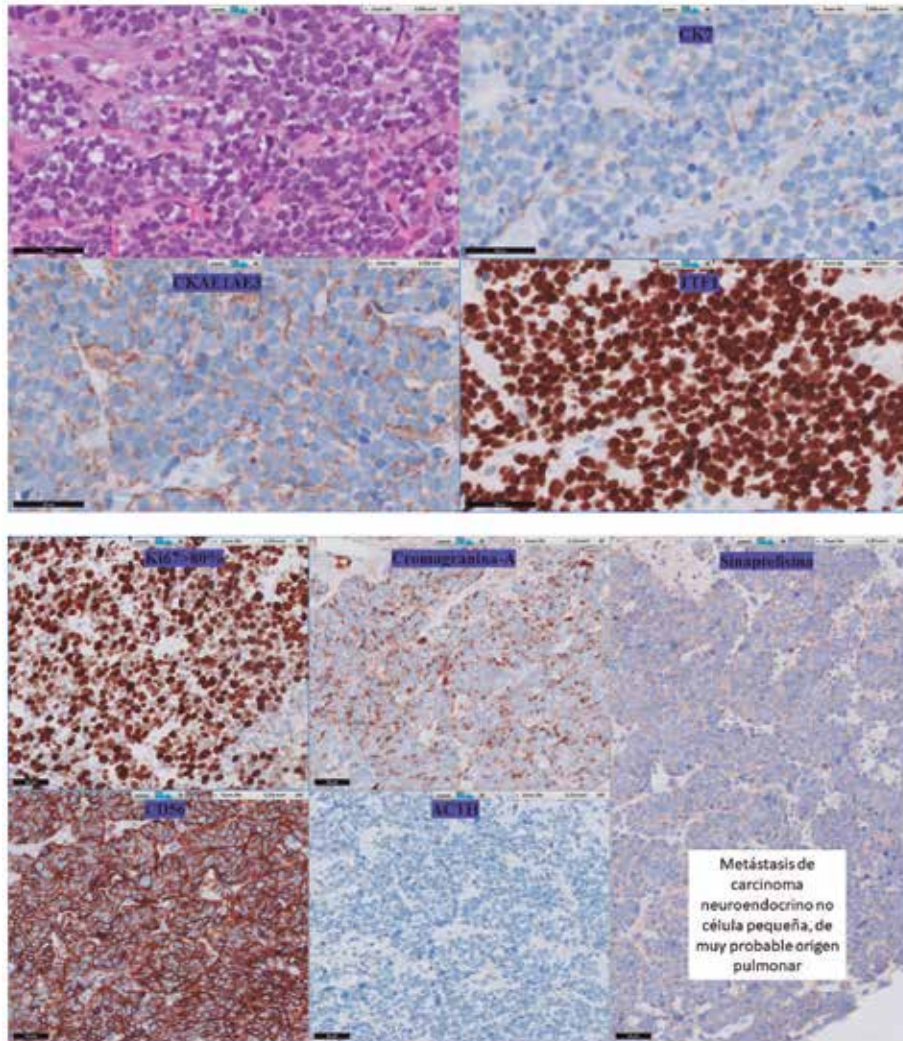 CK7
CKAE1AE3
TTF1
Ki67>80%
Cromogranina-A
Sinaptofisina
CD56
ACTH
Metástasis de
carcinoma
neuroendocrino no
célula pequeña, de
muy probable origen
pulmonar